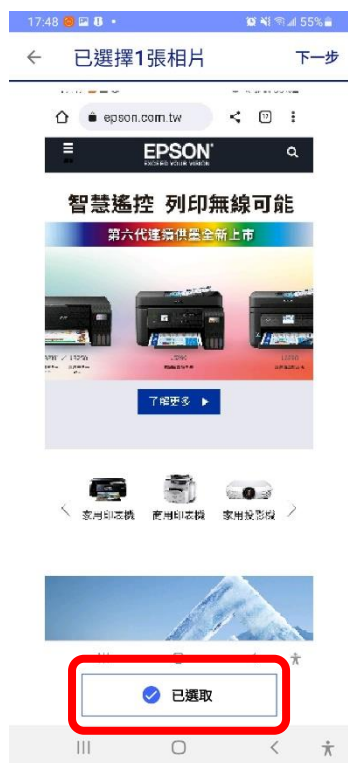 17:48 55%
已選擇1張相片 下一步
epson.com.tw 17
EPSON
EXCEED YOUR VISION
智慧遙控 列印無線可能
第六代連續供墨全新上市
了解更多
家用印表機 商用印表機 家用投影機
已選取